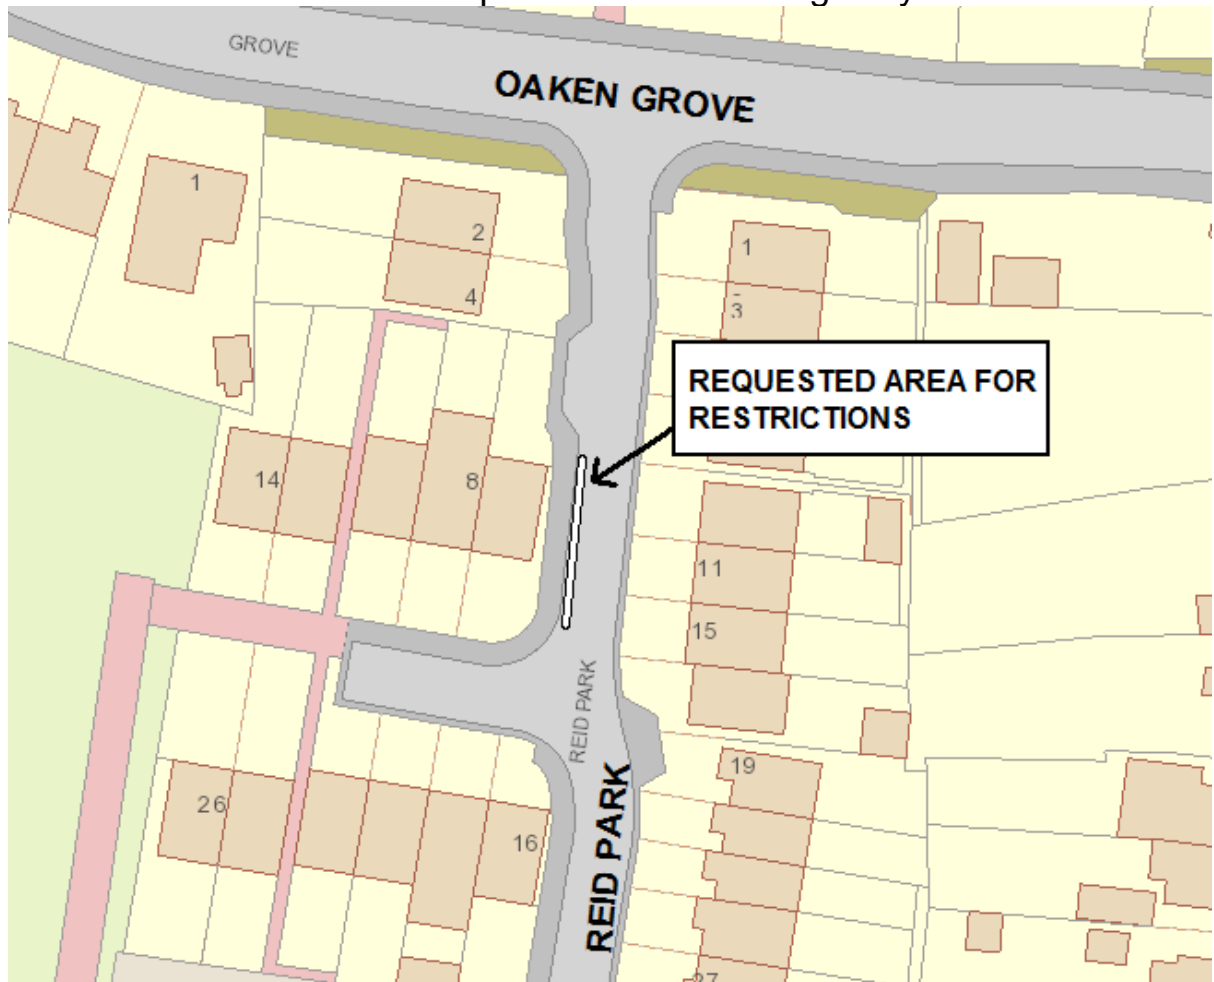 GROVE
OAKEN GROVE
1
2
4
1
3
REQUESTED AREA FOR
RESTRICTIONS
14
8
11
15
REID PARK
REID PARK
19
26
16